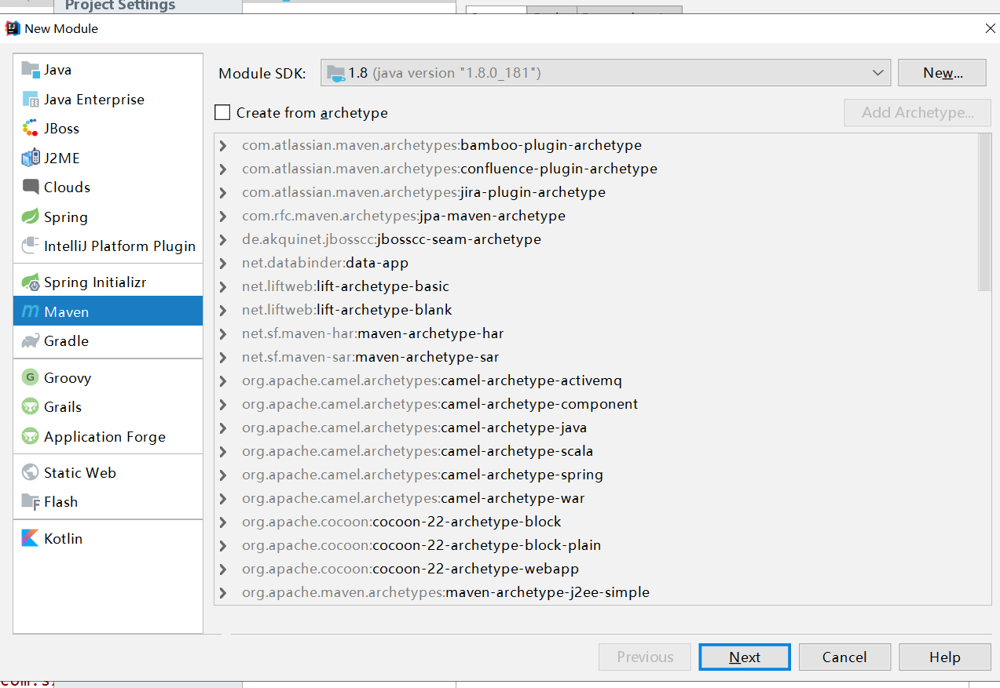 Project Settings
New Module
Java
Java Enterprise
JBoss
J2ME
Clouds
Spring
IntelliJ Platform Plugin
Spring Initializr
Maven
Gradle
Groovy
Grails
Application Forge
Static Web
Flash
Kotlin
Module SDK: 1.8 (java version "1.8.0_181") New...
Create from archetype Add Archetype...
com.atlassian.maven.archetypes:bamboo-plugin-archetype
com.atlassian.maven.archetypes:confluence-plugin-archetype
com.atlassian.maven.archetypes:jira-plugin-archetype
com.rfc.maven.archetypes:jpa-maven-archetype
de.akquinet.jbosscc:jbosscc-seam-archetype
net.databinder:data-app
net.liftweb:lift-archetype-basic
net.liftweb:lift-archetype-blank
net.sf.maven-har:maven-archetype-har
net.sf.maven-sar:maven-archetype-sar
org.apache.camel.archetypes:camel-archetype-activemq
org.apache.camel.archetypes:camel-archetype-component
org.apache.camel.archetypes:camel-archetype-java
org.apache.camel.archetypes:camel-archetype-scala
org.apache.camel.archetypes:camel-archetype-spring
org.apache.camel.archetypes:camel-archetype-war
org.apache.cocoon:cocoon-22-archetype-block
org.apache.cocoon:cocoon-22-archetype-block-plain
org.apache.cocoon:cocoon-22-archetype-webapp
org.apache.maven.archetypes:maven-archetype-j2ee-simple
Previous Next Cancel Help